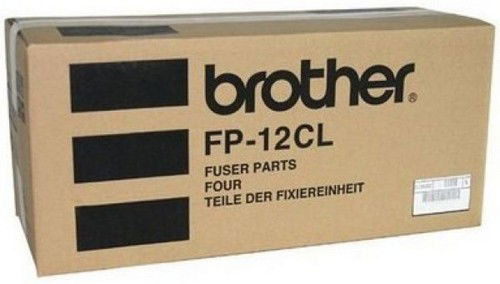 brother
FP-12CL
FUSER PARTS
FOUR
TEILE DER FIXIEREINHEIT